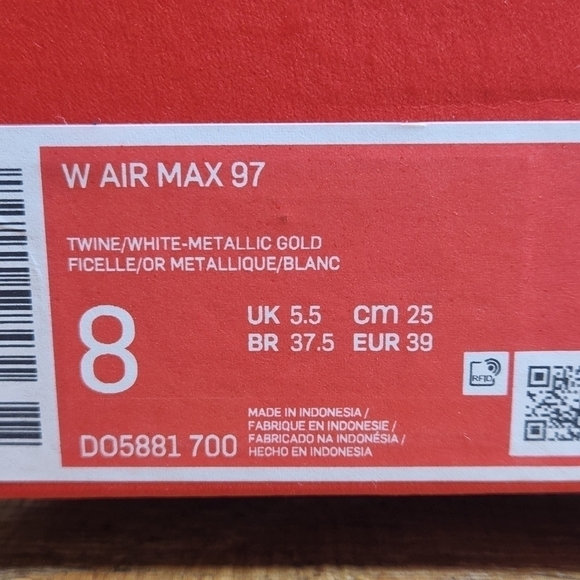 W AIR MAX 97
TWINE/WHITE-METALLIC GOLD
FICELLE/OR METALLIQUE/BLANC
8
UK 5.5 cm 25
BR 37.5 EUR 39
RFID
DO5881 700
MADE IN INDONESIA /
FABRIQUE EN INDONESIE /
FABRICADO NA INDONÉSIA /
HECHO EN INDONESIA